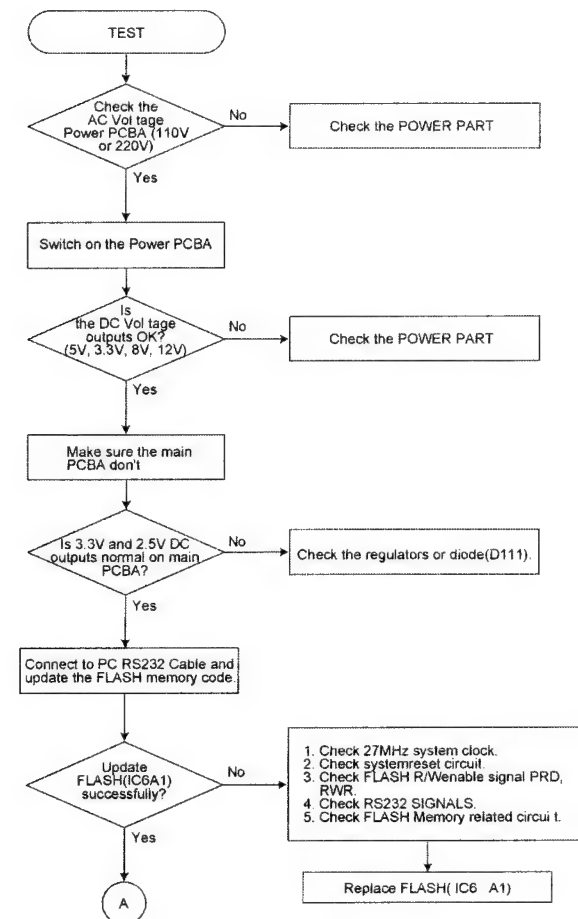 TEST
Check the
AC Vol tage
Power PCBA (110V
or 220V)
No
Check the POWER PART
Yes
Switch on the Power PCBA
Is
the DC Vol tage
outputs OK?
(5V, 3.3V, 8V, 12V)
No
Check the POWER PART
Yes
Make sure the main
PCBA don't
Is 3.3V and 2.5V DC
outputs normal on main
PCBA?
No
Check the regulators or diode(D111).
Yes
Connect to PC RS232 Cable and
update the FLASH memory code.
Update
FLASH(IC6A1)
successfully?
No
1. Check 27MHz system clock.
2. Check systemreset circuit.
3. Check FLASH R/Wenable signal PRD,
RWR.
4. Check RS232 SIGNALS.
5. Check FLASH Memory related circui t.
Yes
Replace FLASH( IC6 A1)
A